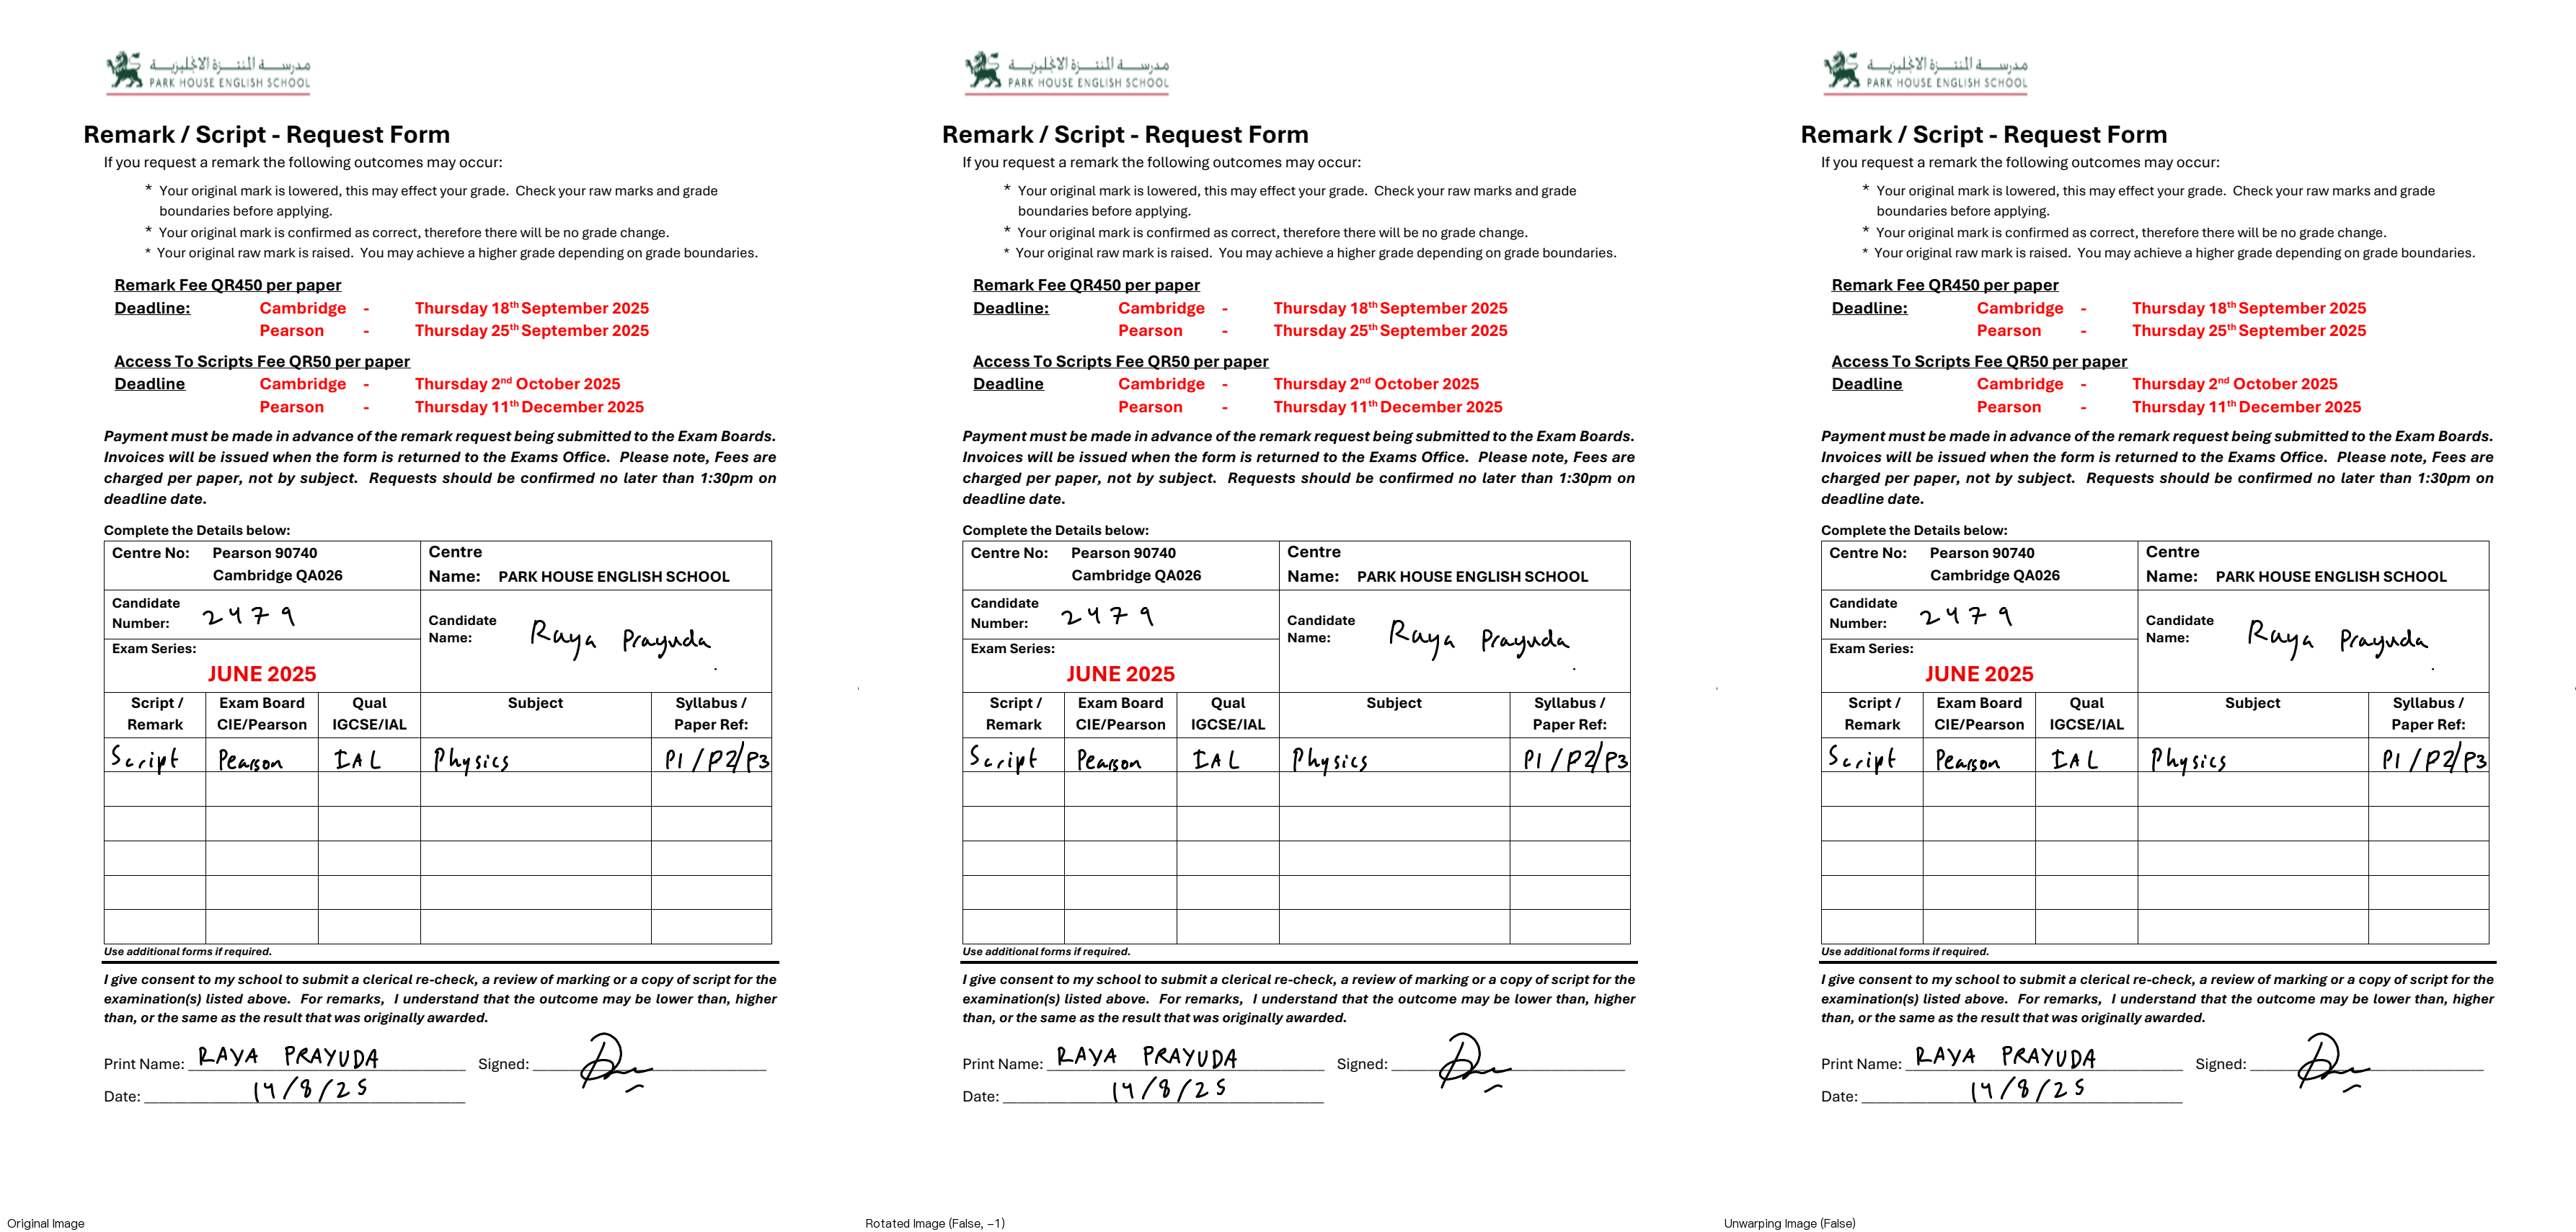 مدرسة المنتزة الانجليزية
PARK HOUSE ENGLISH SCHOOL
Remark / Script - Request Form
If you request a remark the following outcomes may occur:
* Your original mark is lowered, this may effect your grade. Check your raw marks and grade
boundaries before applying.
* Your original mark is confirmed as correct, therefore there will be no grade change.
* Your original raw mark is raised. You may achieve a higher grade depending on grade boundaries.
Remark Fee QR450 per paper
Deadline: Cambridge - Thursday 18th September 2025
Pearson - Thursday 25th September 2025
Access To Scripts Fee QR50 per paper
Deadline Cambridge - Thursday 2nd October 2025
Pearson - Thursday 11th December 2025
Payment must be made in advance of the remark request being submitted to the Exam Boards.
Invoices will be issued when the form is returned to the Exams Office. Please note, Fees are
charged per paper, not by subject. Requests should be confirmed no later than 1:30pm on
deadline date.
Complete the Details below:
Centre No: Pearson 90740
Cambridge QA026
Centre
Name: PARK HOUSE ENGLISH SCHOOL
Candidate
Number: 2479
Candidate
Name: Raya Prayuda
Exam Series:
JUNE 2025
Script /
Remark
Exam Board
CIE/Pearson
Qual
IGCSE/IAL
Subject
Syllabus /
Paper Ref:
Script Pearson IAL Physics P1/P2/P3
Use additional forms if required.
I give consent to my school to submit a clerical re-check, a review of marking or a copy of script for the
examination(s) listed above. For remarks, I understand that the outcome may be lower than, higher
than, or the same as the result that was originally awarded.
Print Name: RAYA PRAYUDA Signed:
Date: 14/8/25
Original Image
مدرسة المنتزة الانجليزية
PARK HOUSE ENGLISH SCHOOL
Remark / Script - Request Form
If you request a remark the following outcomes may occur:
* Your original mark is lowered, this may effect your grade. Check your raw marks and grade
boundaries before applying.
* Your original mark is confirmed as correct, therefore there will be no grade change.
* Your original raw mark is raised. You may achieve a higher grade depending on grade boundaries.
Remark Fee QR450 per paper
Deadline: Cambridge - Thursday 18th September 2025
Pearson - Thursday 25th September 2025
Access To Scripts Fee QR50 per paper
Deadline Cambridge - Thursday 2nd October 2025
Pearson - Thursday 11th December 2025
Payment must be made in advance of the remark request being submitted to the Exam Boards.
Invoices will be issued when the form is returned to the Exams Office. Please note, Fees are
charged per paper, not by subject. Requests should be confirmed no later than 1:30pm on
deadline date.
Complete the Details below:
Centre No: Pearson 90740
Cambridge QA026
Centre
Name: PARK HOUSE ENGLISH SCHOOL
Candidate
Number: 2479
Candidate
Name: Raya Prayuda
Exam Series:
JUNE 2025
Script /
Remark
Exam Board
CIE/Pearson
Qual
IGCSE/IAL
Subject
Syllabus /
Paper Ref:
Script Pearson IAL Physics P1/P2/P3
Use additional forms if required.
I give consent to my school to submit a clerical re-check, a review of marking or a copy of script for the
examination(s) listed above. For remarks, I understand that the outcome may be lower than, higher
than, or the same as the result that was originally awarded.
Print Name: RAYA PRAYUDA Signed:
Date: 14/8/25
Rotated Image (False, -1)
مدرسة المنتزة الانجليزية
PARK HOUSE ENGLISH SCHOOL
Remark / Script - Request Form
If you request a remark the following outcomes may occur:
* Your original mark is lowered, this may effect your grade. Check your raw marks and grade
boundaries before applying.
* Your original mark is confirmed as correct, therefore there will be no grade change.
* Your original raw mark is raised. You may achieve a higher grade depending on grade boundaries.
Remark Fee QR450 per paper
Deadline: Cambridge - Thursday 18th September 2025
Pearson - Thursday 25th September 2025
Access To Scripts Fee QR50 per paper
Deadline Cambridge - Thursday 2nd October 2025
Pearson - Thursday 11th December 2025
Payment must be made in advance of the remark request being submitted to the Exam Boards.
Invoices will be issued when the form is returned to the Exams Office. Please note, Fees are
charged per paper, not by subject. Requests should be confirmed no later than 1:30pm on
deadline date.
Complete the Details below:
Centre No: Pearson 90740
Cambridge QA026
Centre
Name: PARK HOUSE ENGLISH SCHOOL
Candidate
Number: 2479
Candidate
Name: Raya Prayuda
Exam Series:
JUNE 2025
Script /
Remark
Exam Board
CIE/Pearson
Qual
IGCSE/IAL
Subject
Syllabus /
Paper Ref:
Script Pearson IAL Physics P1/P2/P3
Use additional forms if required.
I give consent to my school to submit a clerical re-check, a review of marking or a copy of script for the
examination(s) listed above. For remarks, I understand that the outcome may be lower than, higher
than, or the same as the result that was originally awarded.
Print Name: RAYA PRAYUDA Signed:
Date: 14/8/25
Unwarping Image (False)